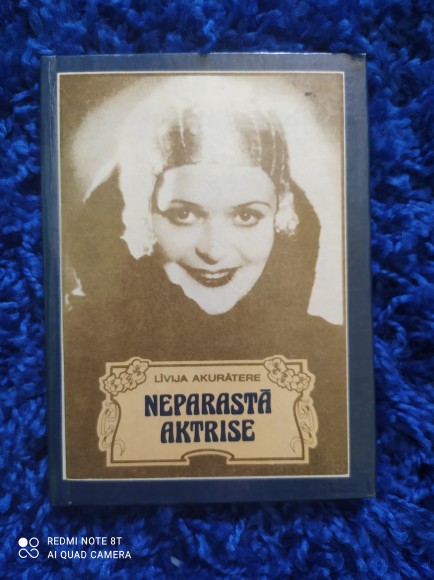 LĪVIJA AKURĀTERE
NEPARASTĀ
AKTRISE
REDMI NOTE 8T
AI QUAD CAMERA